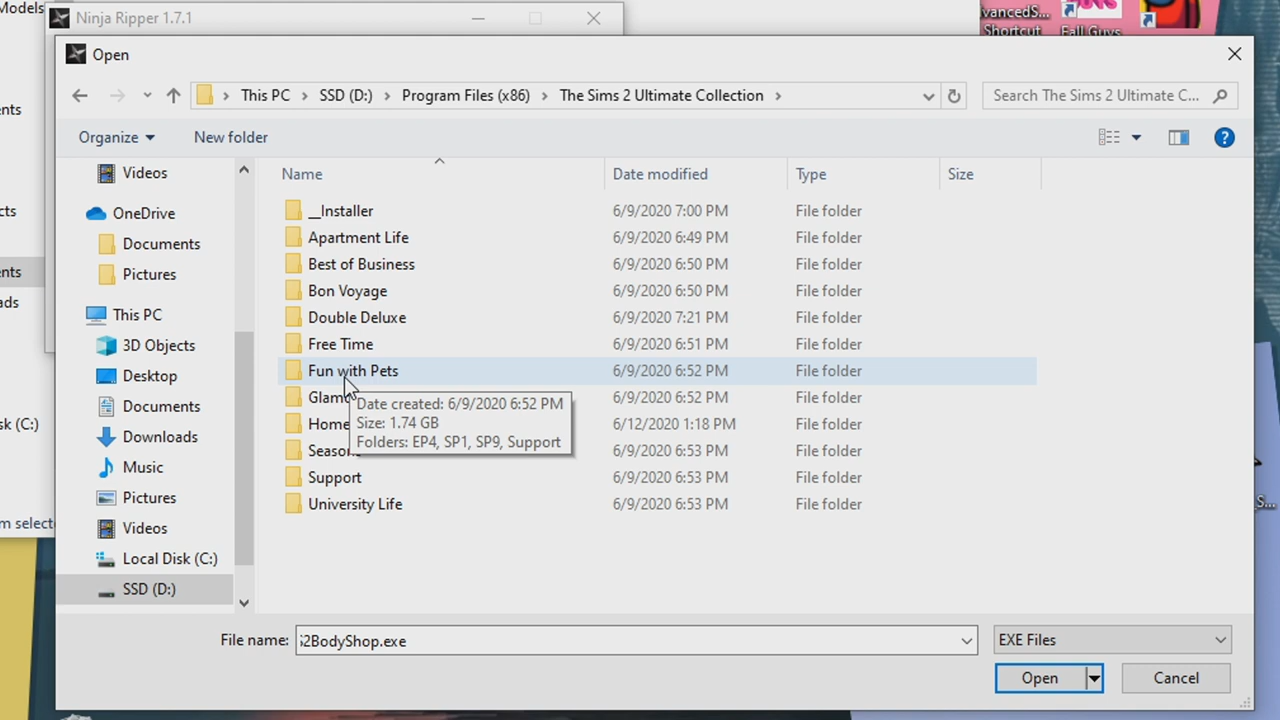 Models
Ninja Ripper 1.7.1
Shortcut
Fall Guys
Open
This PC > SSD (D:) > Program Files (x86) > The Sims 2 Ultimate Collection >
Search The Sims 2 Ultimate C...
Organize
New folder
Name
Date modified
Type
Size
Videos
OneDrive
Documents
Pictures
This PC
3D Objects
Desktop
Documents
Downloads
Music
Pictures
Videos
Local Disk (C:)
SSD (D:)
__Installer 6/9/2020 7:00 PM File folder
Apartment Life 6/9/2020 6:49 PM File folder
Best of Business 6/9/2020 6:50 PM File folder
Bon Voyage 6/9/2020 6:50 PM File folder
Double Deluxe 6/9/2020 7:21 PM File folder
Free Time 6/9/2020 6:51 PM File folder
Fun with Pets 6/9/2020 6:52 PM File folder
Glam 6/9/2020 6:52 PM File folder
Home 6/12/2020 1:18 PM File folder
Season 6/9/2020 6:53 PM File folder
Support 6/9/2020 6:53 PM File folder
University Life 6/9/2020 6:53 PM File folder
Date created: 6/9/2020 6:52 PM
Size: 1.74 GB
Folders: EP4, SP1, SP9, Support
File name:
2BodyShop.exe
EXE Files
Open
Cancel